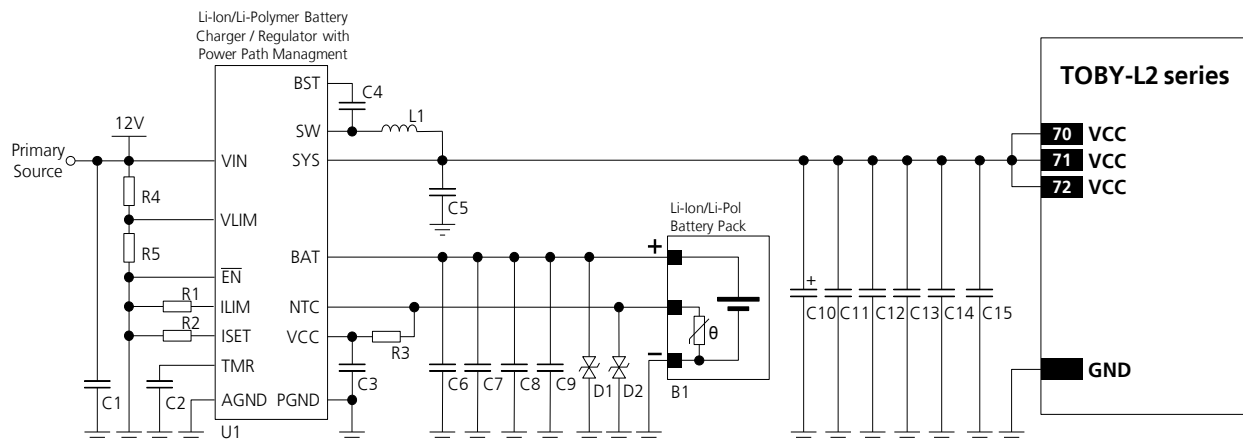 Li-Ion/Li-Polymer Battery
Charger / Regulator with
Power Path Managment
TOBY-L2 series
BST
C4
L1
SW
12V
70 VCC
Primary
Source
VIN
SYS
71 VCC
72 VCC
R4
C5
VLIM
Li-Ion/Li-Pol
Battery Pack
R5
BAT
+
EN
+
NTC
R1
ILIM
C10
C11
C12
C13
C14
C15
R2
ISET
VCC
R3
θ
TMR
−
GND
C1
C2
C3
C6
C7
C8
C9
D1
D2
B1
AGND
PGND
U1